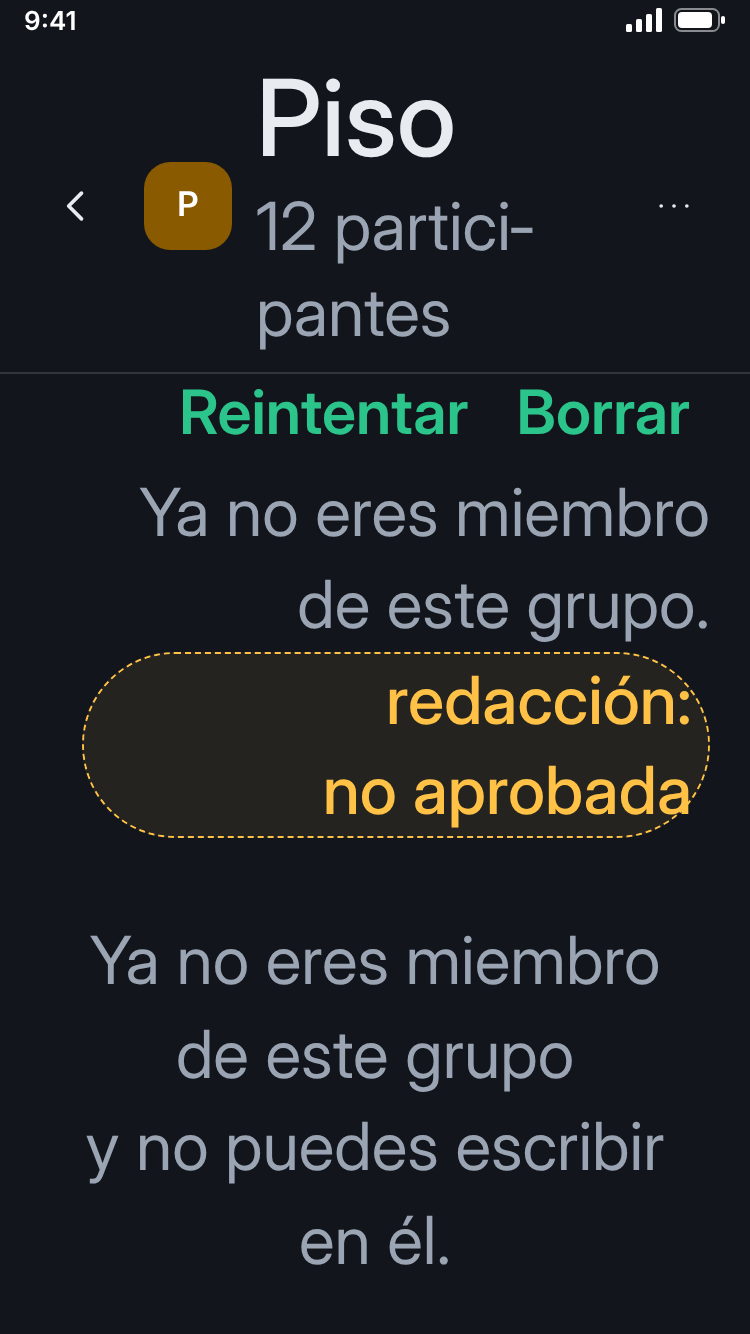 9:41
Piso
P
12 partici-
pantes
...
Reintentar Borrar
Ya no eres miembro
de este grupo.
redacción:
no aprobada
Ya no eres miembro
de este grupo
y no puedes escribir
en él.